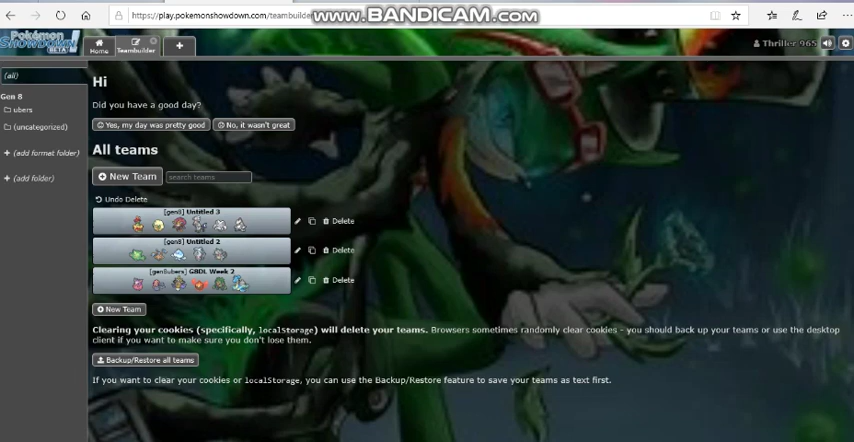 https://play.pokemonshowdown.com/teambuilder
WWW.BANDICAM.COM
Pokémon
Showdown!
BETA
Home
Teambuilder
Thriller 965
(all)
Gen 8
ubers
(uncategorized)
(add format folder)
(add folder)
Hi
Did you have a good day?
Yes, my day was pretty good
No, it wasn't great
All teams
New Team
search teams
Undo Delete
[gen8] Untitled 3
Delete
[gen8] Untitled 2
Delete
[gen8ubers] GBDL Week 2
Delete
New Team
Clearing your cookies (specifically, localStorage) will delete your teams. Browsers sometimes randomly clear cookies - you should back up your teams or use the desktop
client if you want to make sure you don't lose them.
Backup/Restore all teams
If you want to clear your cookies or localStorage, you can use the Backup/Restore feature to save your teams as text first.